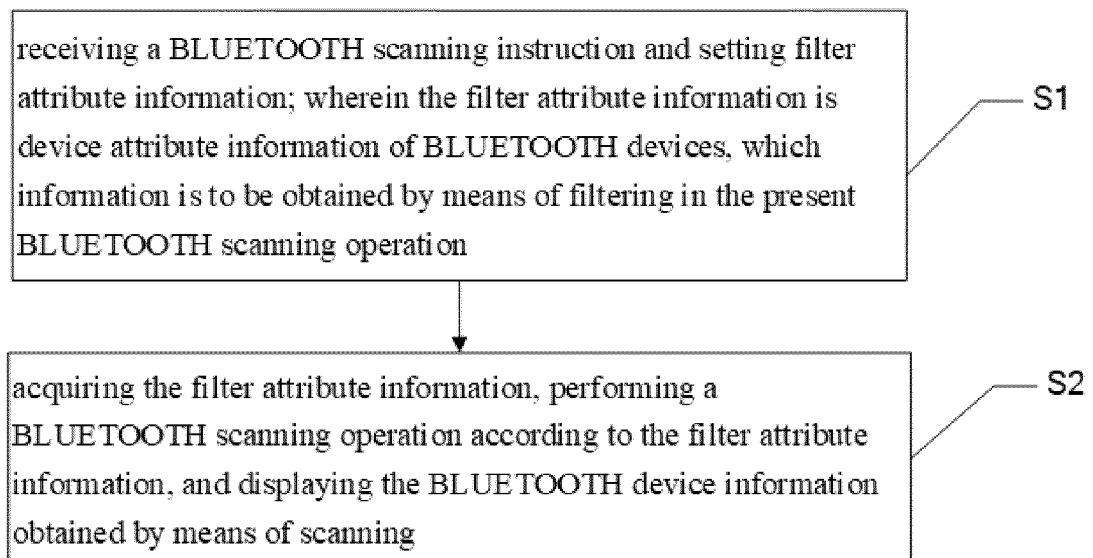 receiving a BLUETOOTH scanning instruction and setting filter
attribute information; wherein the filter attribute information is
device attribute information of BLUETOOTH devices, which
information is to be obtained by means of filtering in the present
BLUETOOTH scanning operation
S1
acquiring the filter attribute information, performing a
BLUETOOTH scanning operation according to the filter attribute
information, and displaying the BLUETOOTH device information
obtained by means of scanning
S2